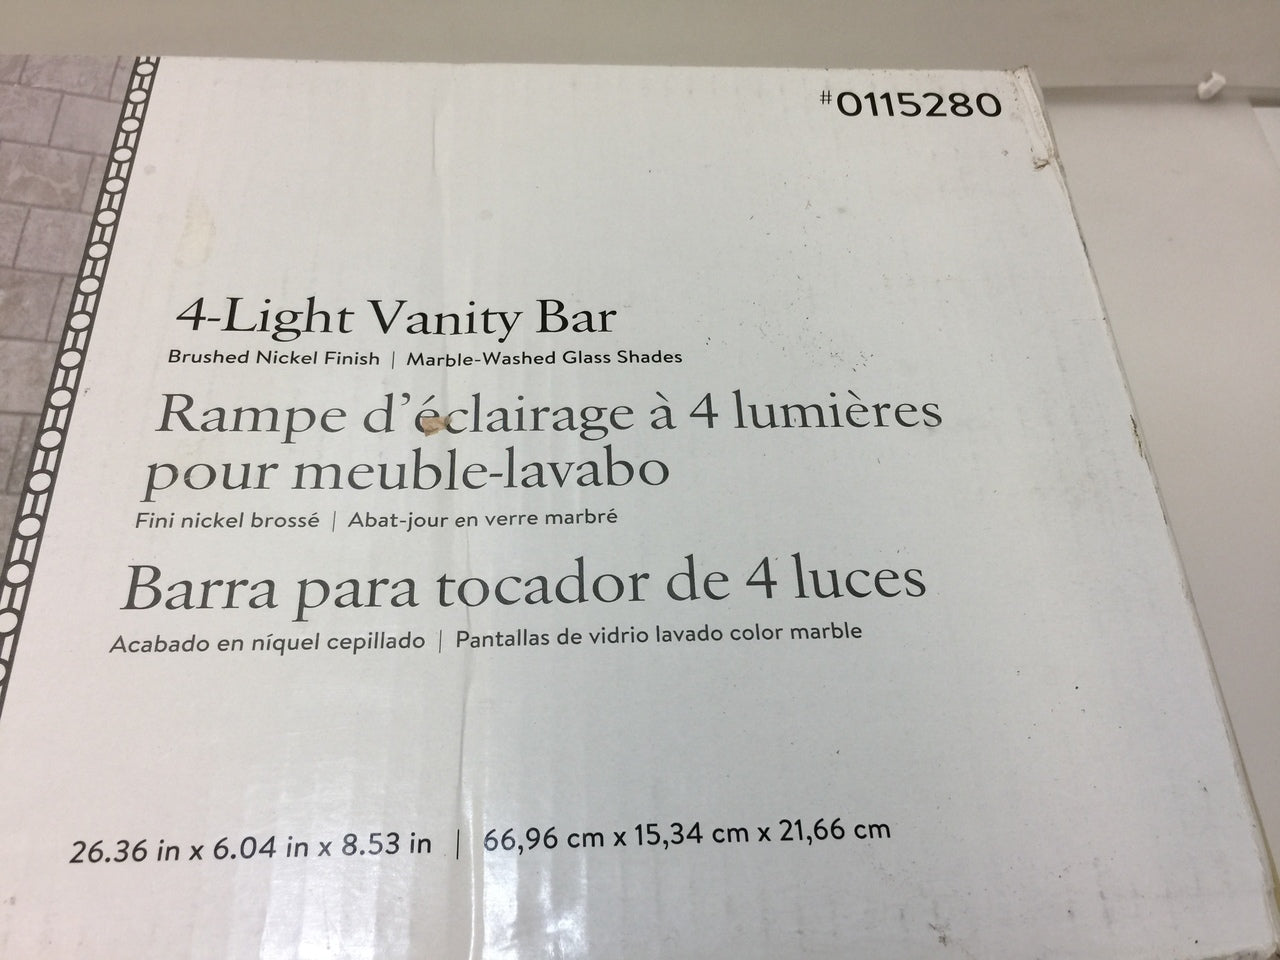 #0115280
4-Light Vanity Bar
Brushed Nickel Finish | Marble-Washed Glass Shades
Rampe d'éclairage à 4 lumières
pour meuble-lavabo
Fini nickel brossé | Abat-jour en verre marbré
Barra para tocador de 4 luces
Acabado en níquel cepillado | Pantallas de vidrio lavado color marble
26.36 in x 6.04 in x 8.53 in | 66,96 cm x 15,34 cm x 21,66 cm